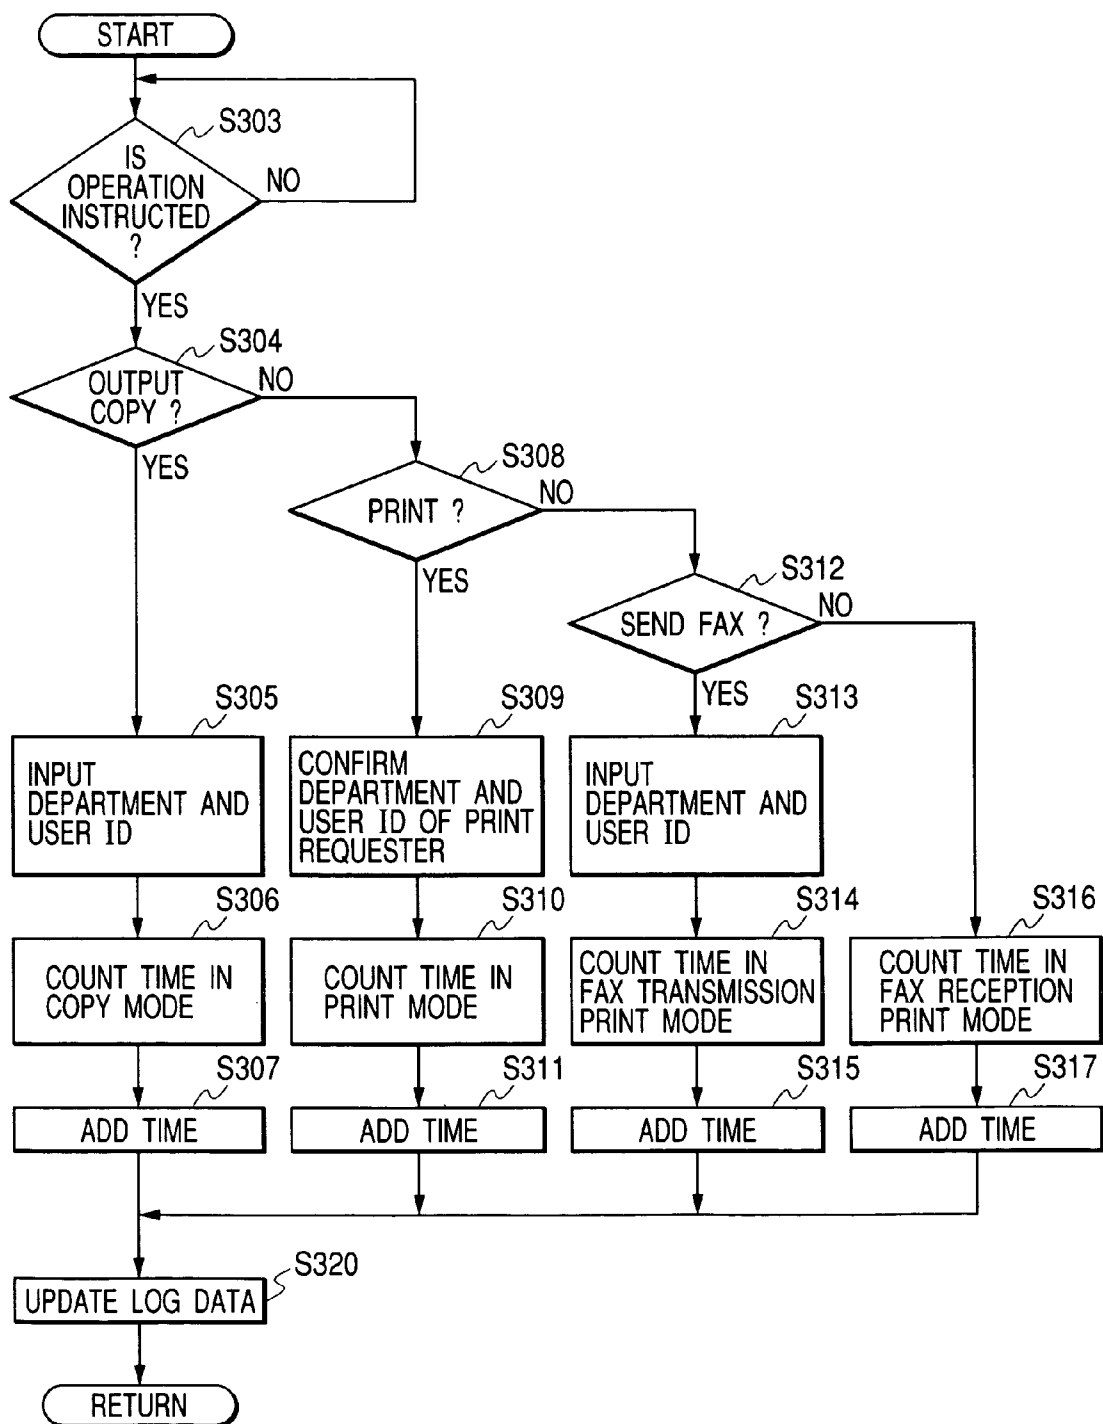 START
S303
IS
OPERATION
INSTRUCTED
?
NO
YES
S304
OUTPUT
COPY ?
NO
YES
S308
PRINT ?
NO
YES
S312
SEND FAX ?
NO
YES
S305
INPUT
DEPARTMENT AND
USER ID
S309
CONFIRM
DEPARTMENT AND
USER ID OF PRINT
REQUESTER
S313
INPUT
DEPARTMENT AND
USER ID
S306
COUNT TIME IN
COPY MODE
S310
COUNT TIME IN
PRINT MODE
S314
COUNT TIME IN
FAX TRANSMISSION
PRINT MODE
S316
COUNT TIME IN
FAX RECEPTION
PRINT MODE
S307
ADD TIME
S311
ADD TIME
S315
ADD TIME
S317
ADD TIME
S320
UPDATE LOG DATA
RETURN